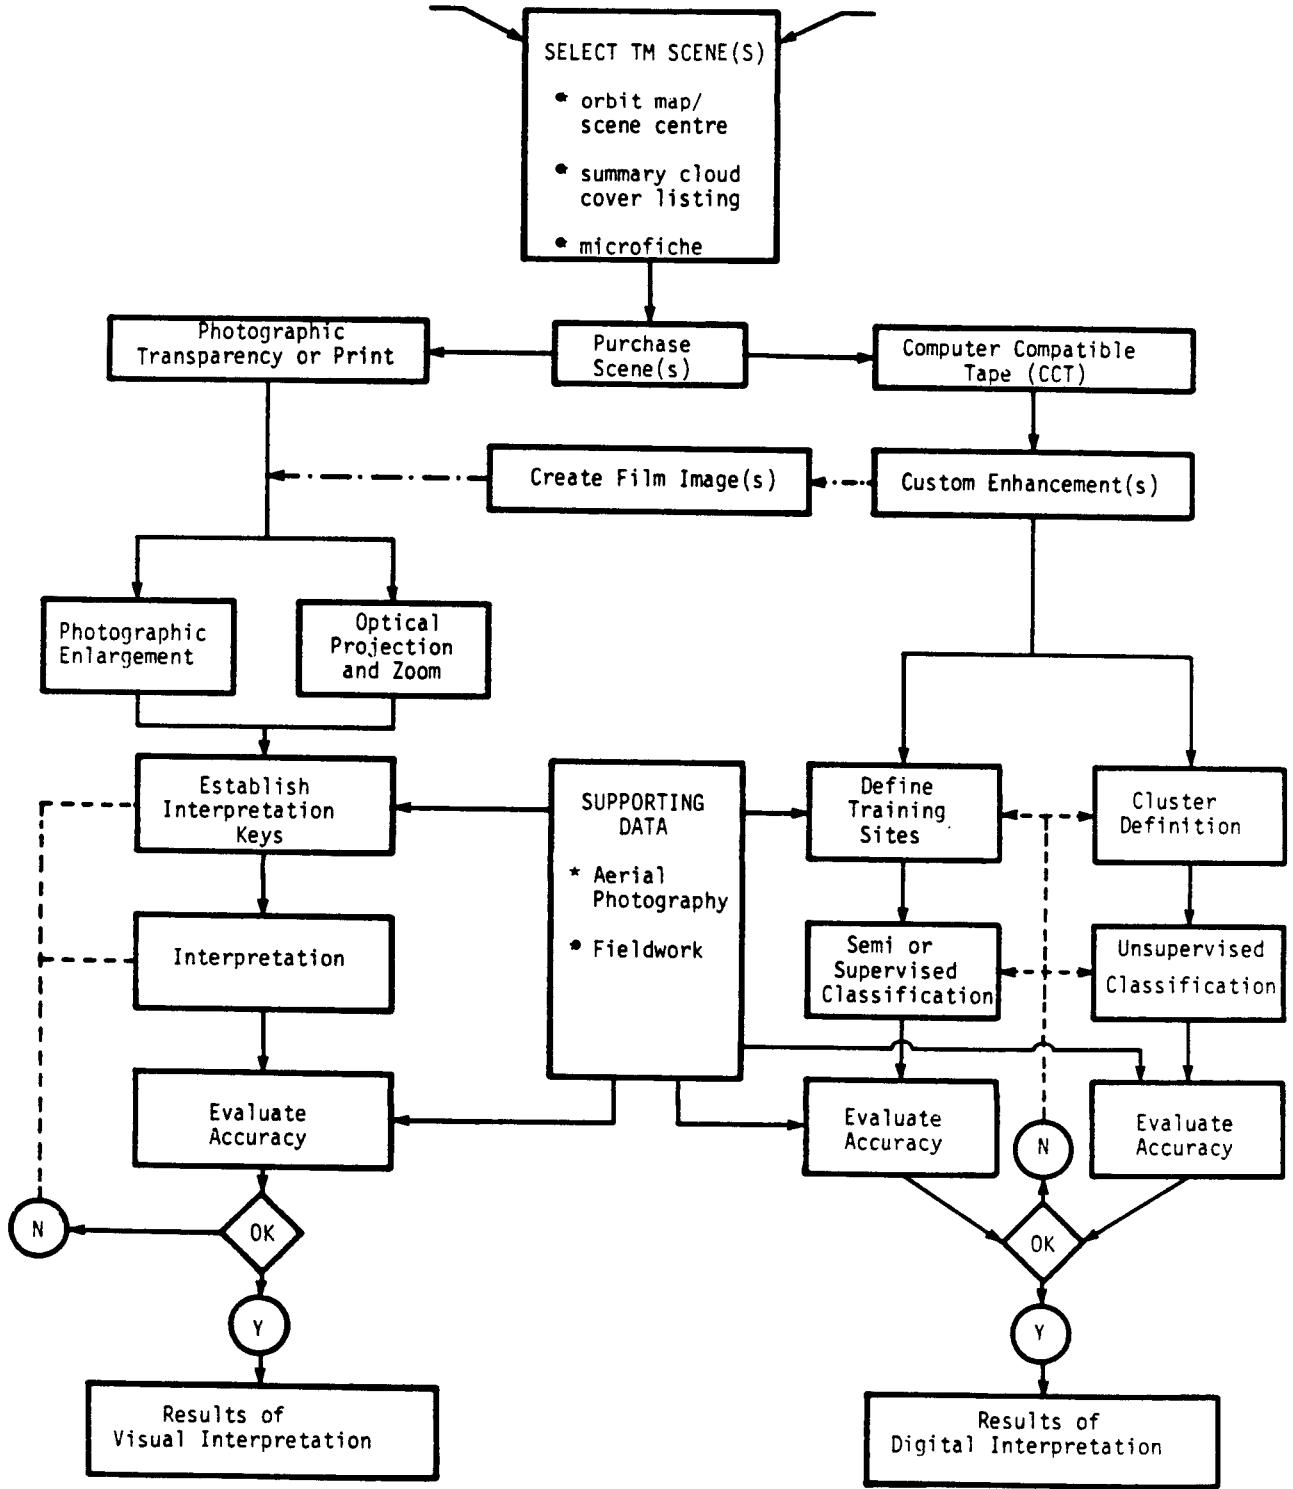 SELECT TM SCENE(S)
• orbit map/
scene centre
• summary cloud
cover listing
• microfiche
Photographic
Transparency or Print
Purchase
Scene(s)
Computer Compatible
Tape (CCT)
Create Film Image(s)
Custom Enhancement(s)
Photographic
Enlargement
Optical
Projection
and Zoom
Establish
Interpretation
Keys
SUPPORTING
DATA
* Aerial
Photography
• Fieldwork
Define
Training
Sites
Cluster
Definition
Interpretation
Semi or
Supervised
Classification
Unsupervised
Classification
Evaluate
Accuracy
Evaluate
Accuracy
N
Evaluate
Accuracy
N
OK
OK
Y
Y
Results of
Visual Interpretation
Results of
Digital Interpretation